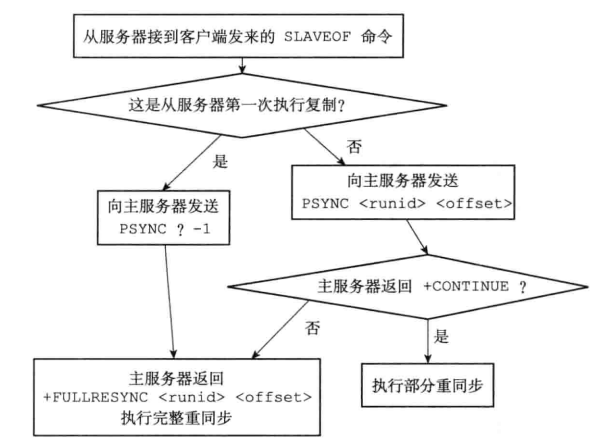 从服务器接到客户端发来的 SLAVEOF 命令
这是从服务器第一次执行复制?
是
否
向主服务器发送
PSYNC ? -1
向主服务器发送
PSYNC <runid> <offset>
主服务器返回 +CONTINUE ?
否
是
主服务器返回
+FULLRESYNC <runid> <offset>
执行完整重同步
执行部分重同步